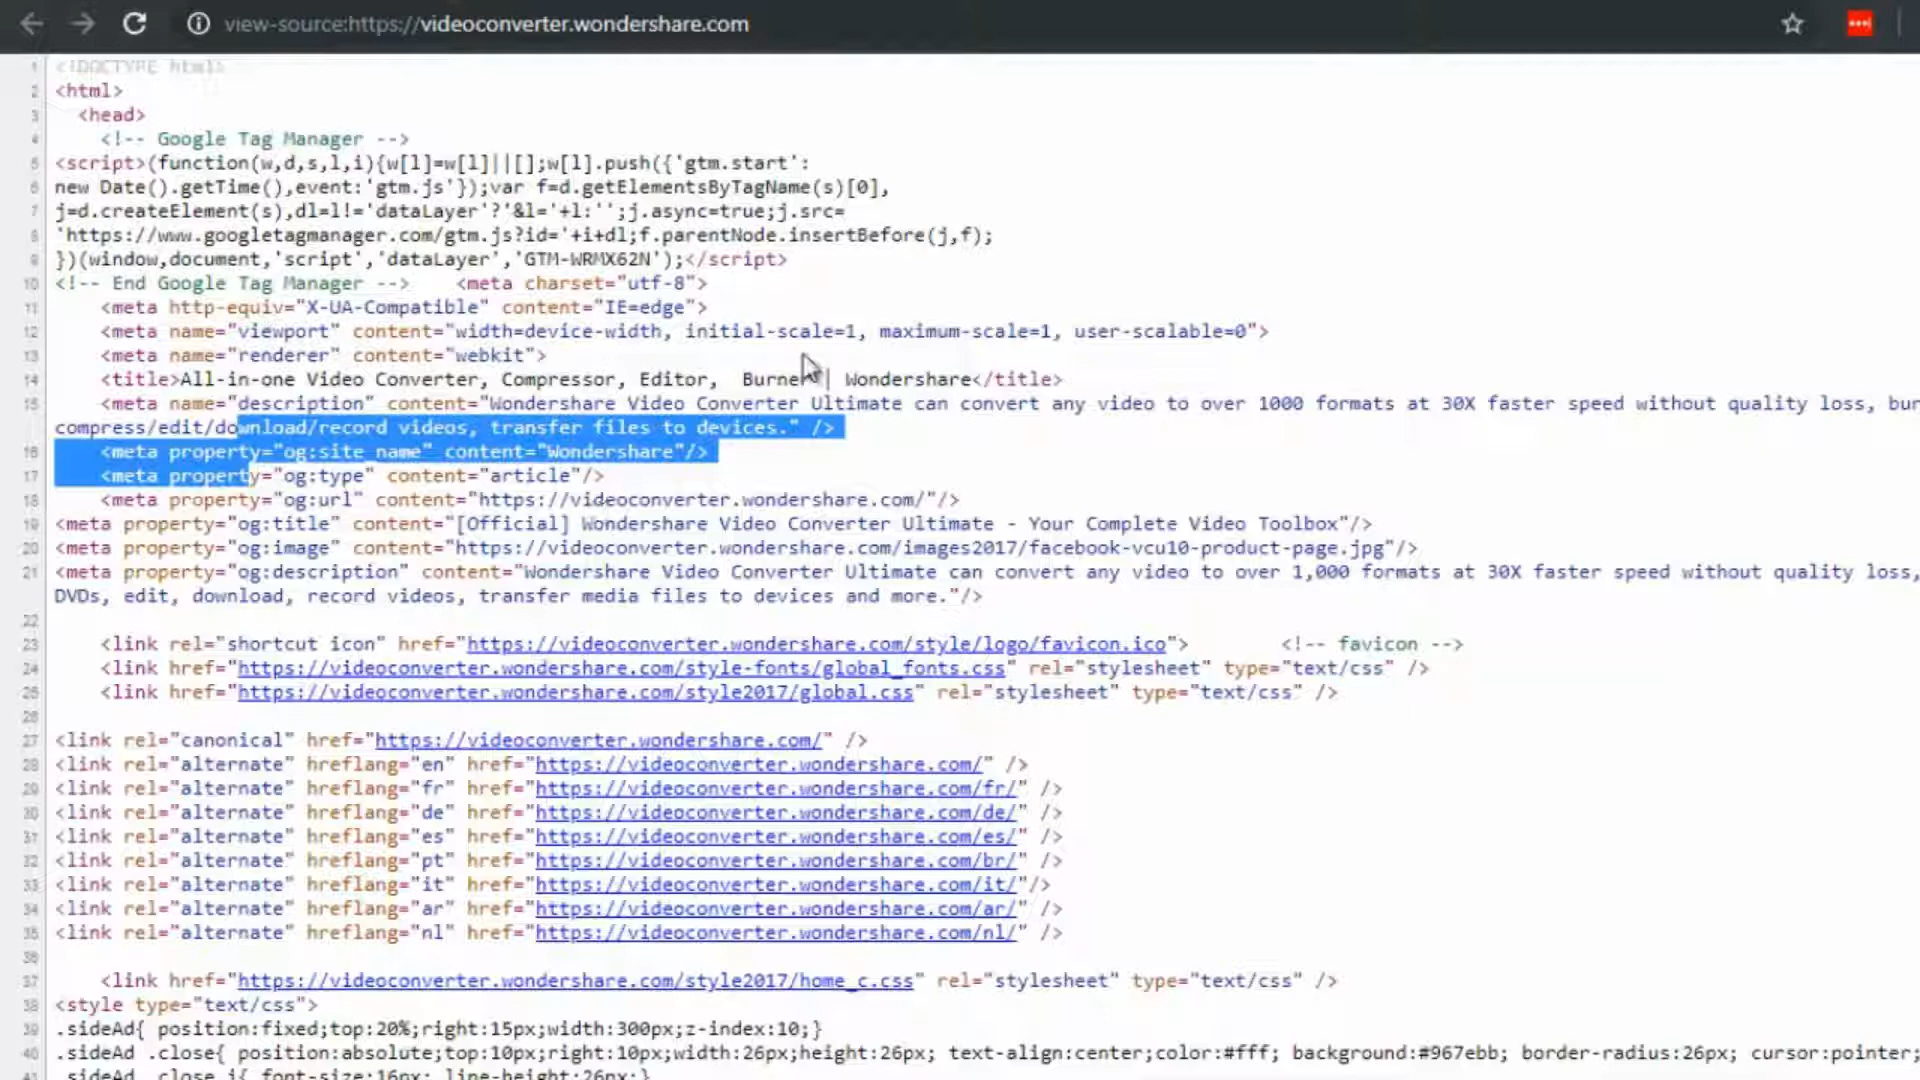 view-source:https://videoconverter.wondershare.com
1 <!DOCTYPE html>
2 <html>
3 <head>
4 <!-- Google Tag Manager -->
5 <script>(function(w,d,s,l,i){w[l]=w[l]||[];w[l].push({'gtm.start':
6 new Date().getTime(),event:'gtm.js'});var f=d.getElementsByTagName(s)[0],
7 j=d.createElement(s),dl=l!='dataLayer'?'&l='+l:'';j.async=true;j.src=
8 'https://www.googletagmanager.com/gtm.js?id='+i+dl;f.parentNode.insertBefore(j,f);
9 })(window,document,'script','dataLayer','GTM-WRMX62N');</script>
10 <!-- End Google Tag Manager --> <meta charset="utf-8">
11 <meta http-equiv="X-UA-Compatible" content="IE=edge">
12 <meta name="viewport" content="width=device-width, initial-scale=1, maximum-scale=1, user-scalable=0">
13 <meta name="renderer" content="webkit">
14 <title>All-in-one Video Converter, Compressor, Editor, Burner | Wondershare</title>
15 <meta name="description" content="Wondershare Video Converter Ultimate can convert any video to over 1000 formats at 30X faster speed without quality loss, bur
compress/edit/download/record videos, transfer files to devices." />
16 <meta property="og:site_name" content="Wondershare"/>
17 <meta property="og:type" content="article"/>
18 <meta property="og:url" content="https://videoconverter.wondershare.com/"/>
19 <meta property="og:title" content="[Official] Wondershare Video Converter Ultimate - Your Complete Video Toolbox"/>
20 <meta property="og:image" content="https://videoconverter.wondershare.com/images2017/facebook-vcu10-product-page.jpg"/>
21 <meta property="og:description" content="Wondershare Video Converter Ultimate can convert any video to over 1,000 formats at 30X faster speed without quality loss,
DVDs, edit, download, record videos, transfer media files to devices and more."/>
22
23 <link rel="shortcut icon" href="https://videoconverter.wondershare.com/style/logo/favicon.ico"> <!-- favicon -->
24 <link href="https://videoconverter.wondershare.com/style-fonts/global_fonts.css" rel="stylesheet" type="text/css" />
25 <link href="https://videoconverter.wondershare.com/style2017/global.css" rel="stylesheet" type="text/css" />
26
27 <link rel="canonical" href="https://videoconverter.wondershare.com/" />
28 <link rel="alternate" hreflang="en" href="https://videoconverter.wondershare.com/" />
29 <link rel="alternate" hreflang="fr" href="https://videoconverter.wondershare.com/fr/" />
30 <link rel="alternate" hreflang="de" href="https://videoconverter.wondershare.com/de/" />
31 <link rel="alternate" hreflang="es" href="https://videoconverter.wondershare.com/es/" />
32 <link rel="alternate" hreflang="pt" href="https://videoconverter.wondershare.com/br/" />
33 <link rel="alternate" hreflang="it" href="https://videoconverter.wondershare.com/it/"/>
34 <link rel="alternate" hreflang="ar" href="https://videoconverter.wondershare.com/ar/" />
35 <link rel="alternate" hreflang="nl" href="https://videoconverter.wondershare.com/nl/" />
36
37 <link href="https://videoconverter.wondershare.com/style2017/home_c.css" rel="stylesheet" type="text/css" />
38 <style type="text/css">
39 .sideAd{ position:fixed;top:20%;right:15px;width:300px;z-index:10;}
40 .sideAd .close{ position:absolute;top:10px;right:10px;width:26px;height:26px; text-align:center;color:#fff; background:#967ebb; border-radius:26px; cursor:pointer;
41 .sideAd .close i{ font-size:16px; line-height:26px;}